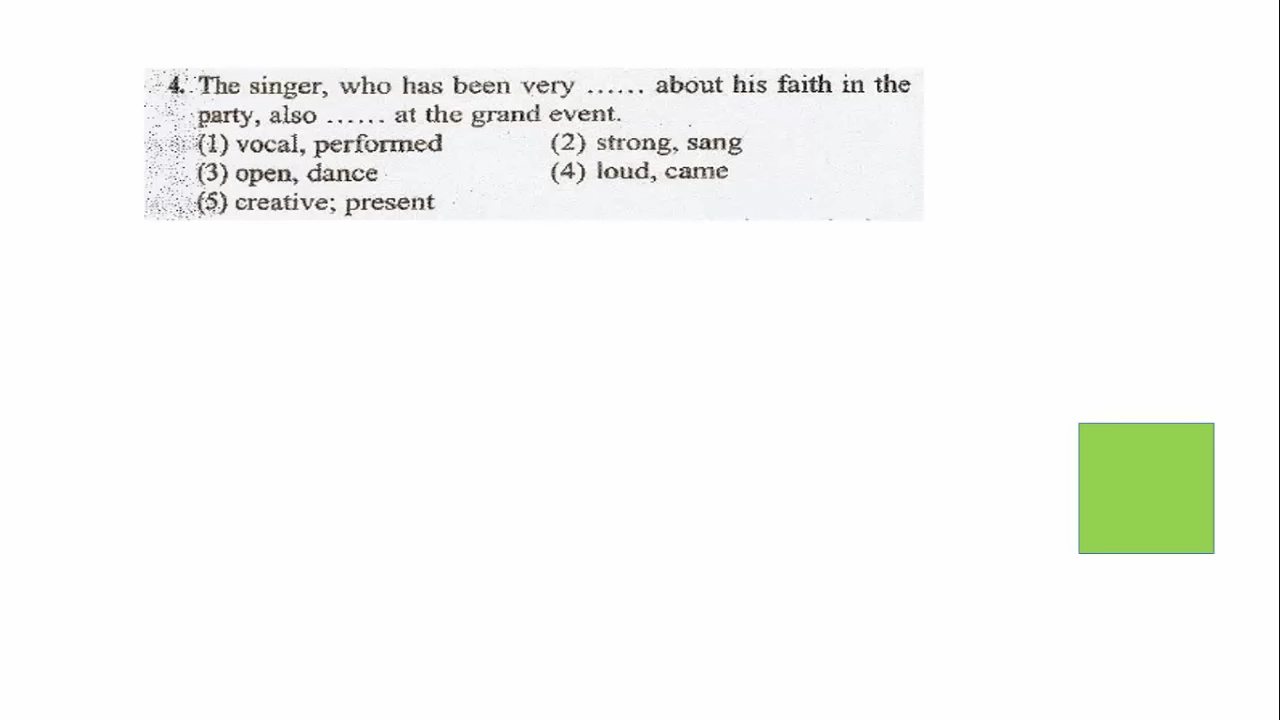 4. The singer, who has been very ...... about his faith in the
party, also ...... at the grand event.
(1) vocal, performed (2) strong, sang
(3) open, dance (4) loud, came
(5) creative; present